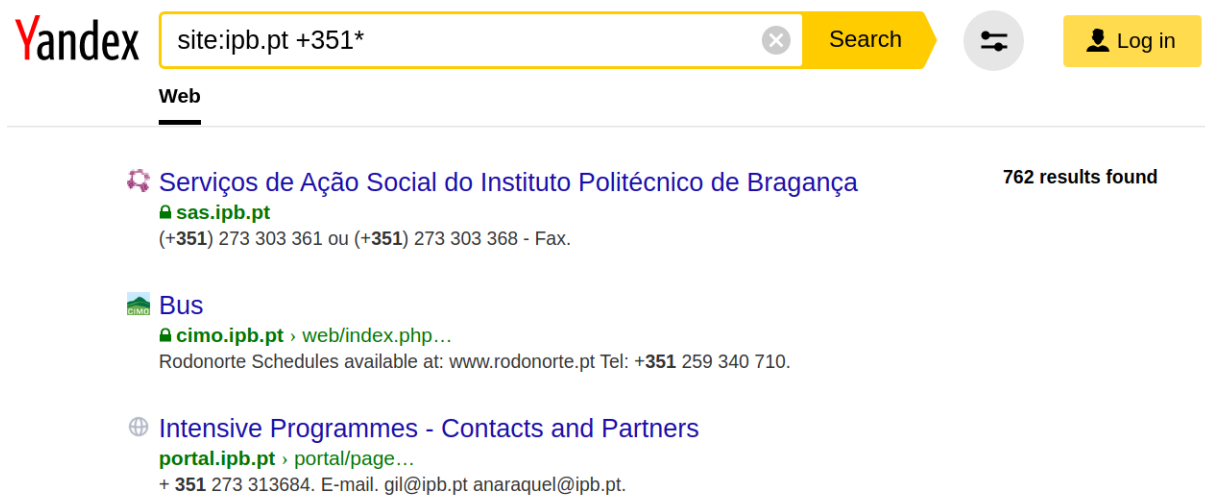 Yandex
site:ipb.pt +351*
Search
Log in
Web
Serviços de Ação Social do Instituto Politécnico de Bragança
762 results found
sas.ipb.pt
(+351) 273 303 361 ou (+351) 273 303 368 - Fax.
Bus
CIMO
cimo.ipb.pt › web/index.php…
Rodonorte Schedules available at: www.rodonorte.pt Tel: +351 259 340 710.
Intensive Programmes - Contacts and Partners
portal.ipb.pt › portal/page…
+ 351 273 313684. E-mail. gil@ipb.pt anaraquel@ipb.pt.